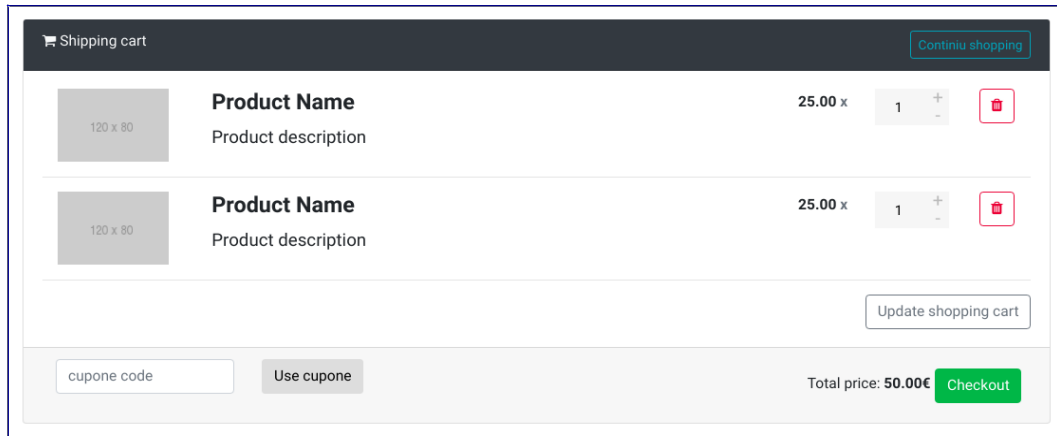 Shipping cart
Continiu shopping
120 x 80
Product Name
Product description
25.00 x
1
+
-
120 x 80
Product Name
Product description
25.00 x
1
+
-
Update shopping cart
cupone code
Use cupone
Total price: 50.00€
Checkout